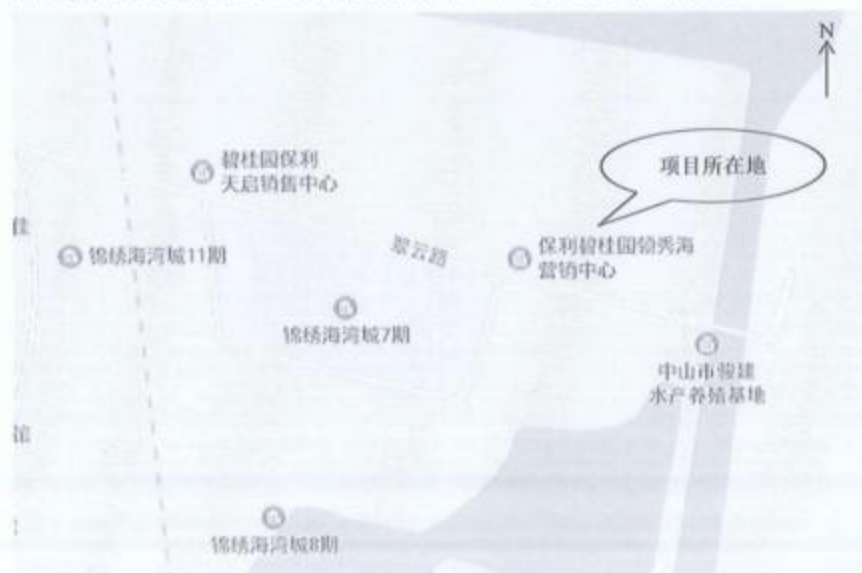 N
碧桂园保利
天启销售中心
项目所在地
佳
锦绣海湾城11期
翠云路
保利碧桂园领秀海
营销中心
锦绣海湾城7期
中山市骏雄
水产养殖基地
馆
锦绣海湾城8期